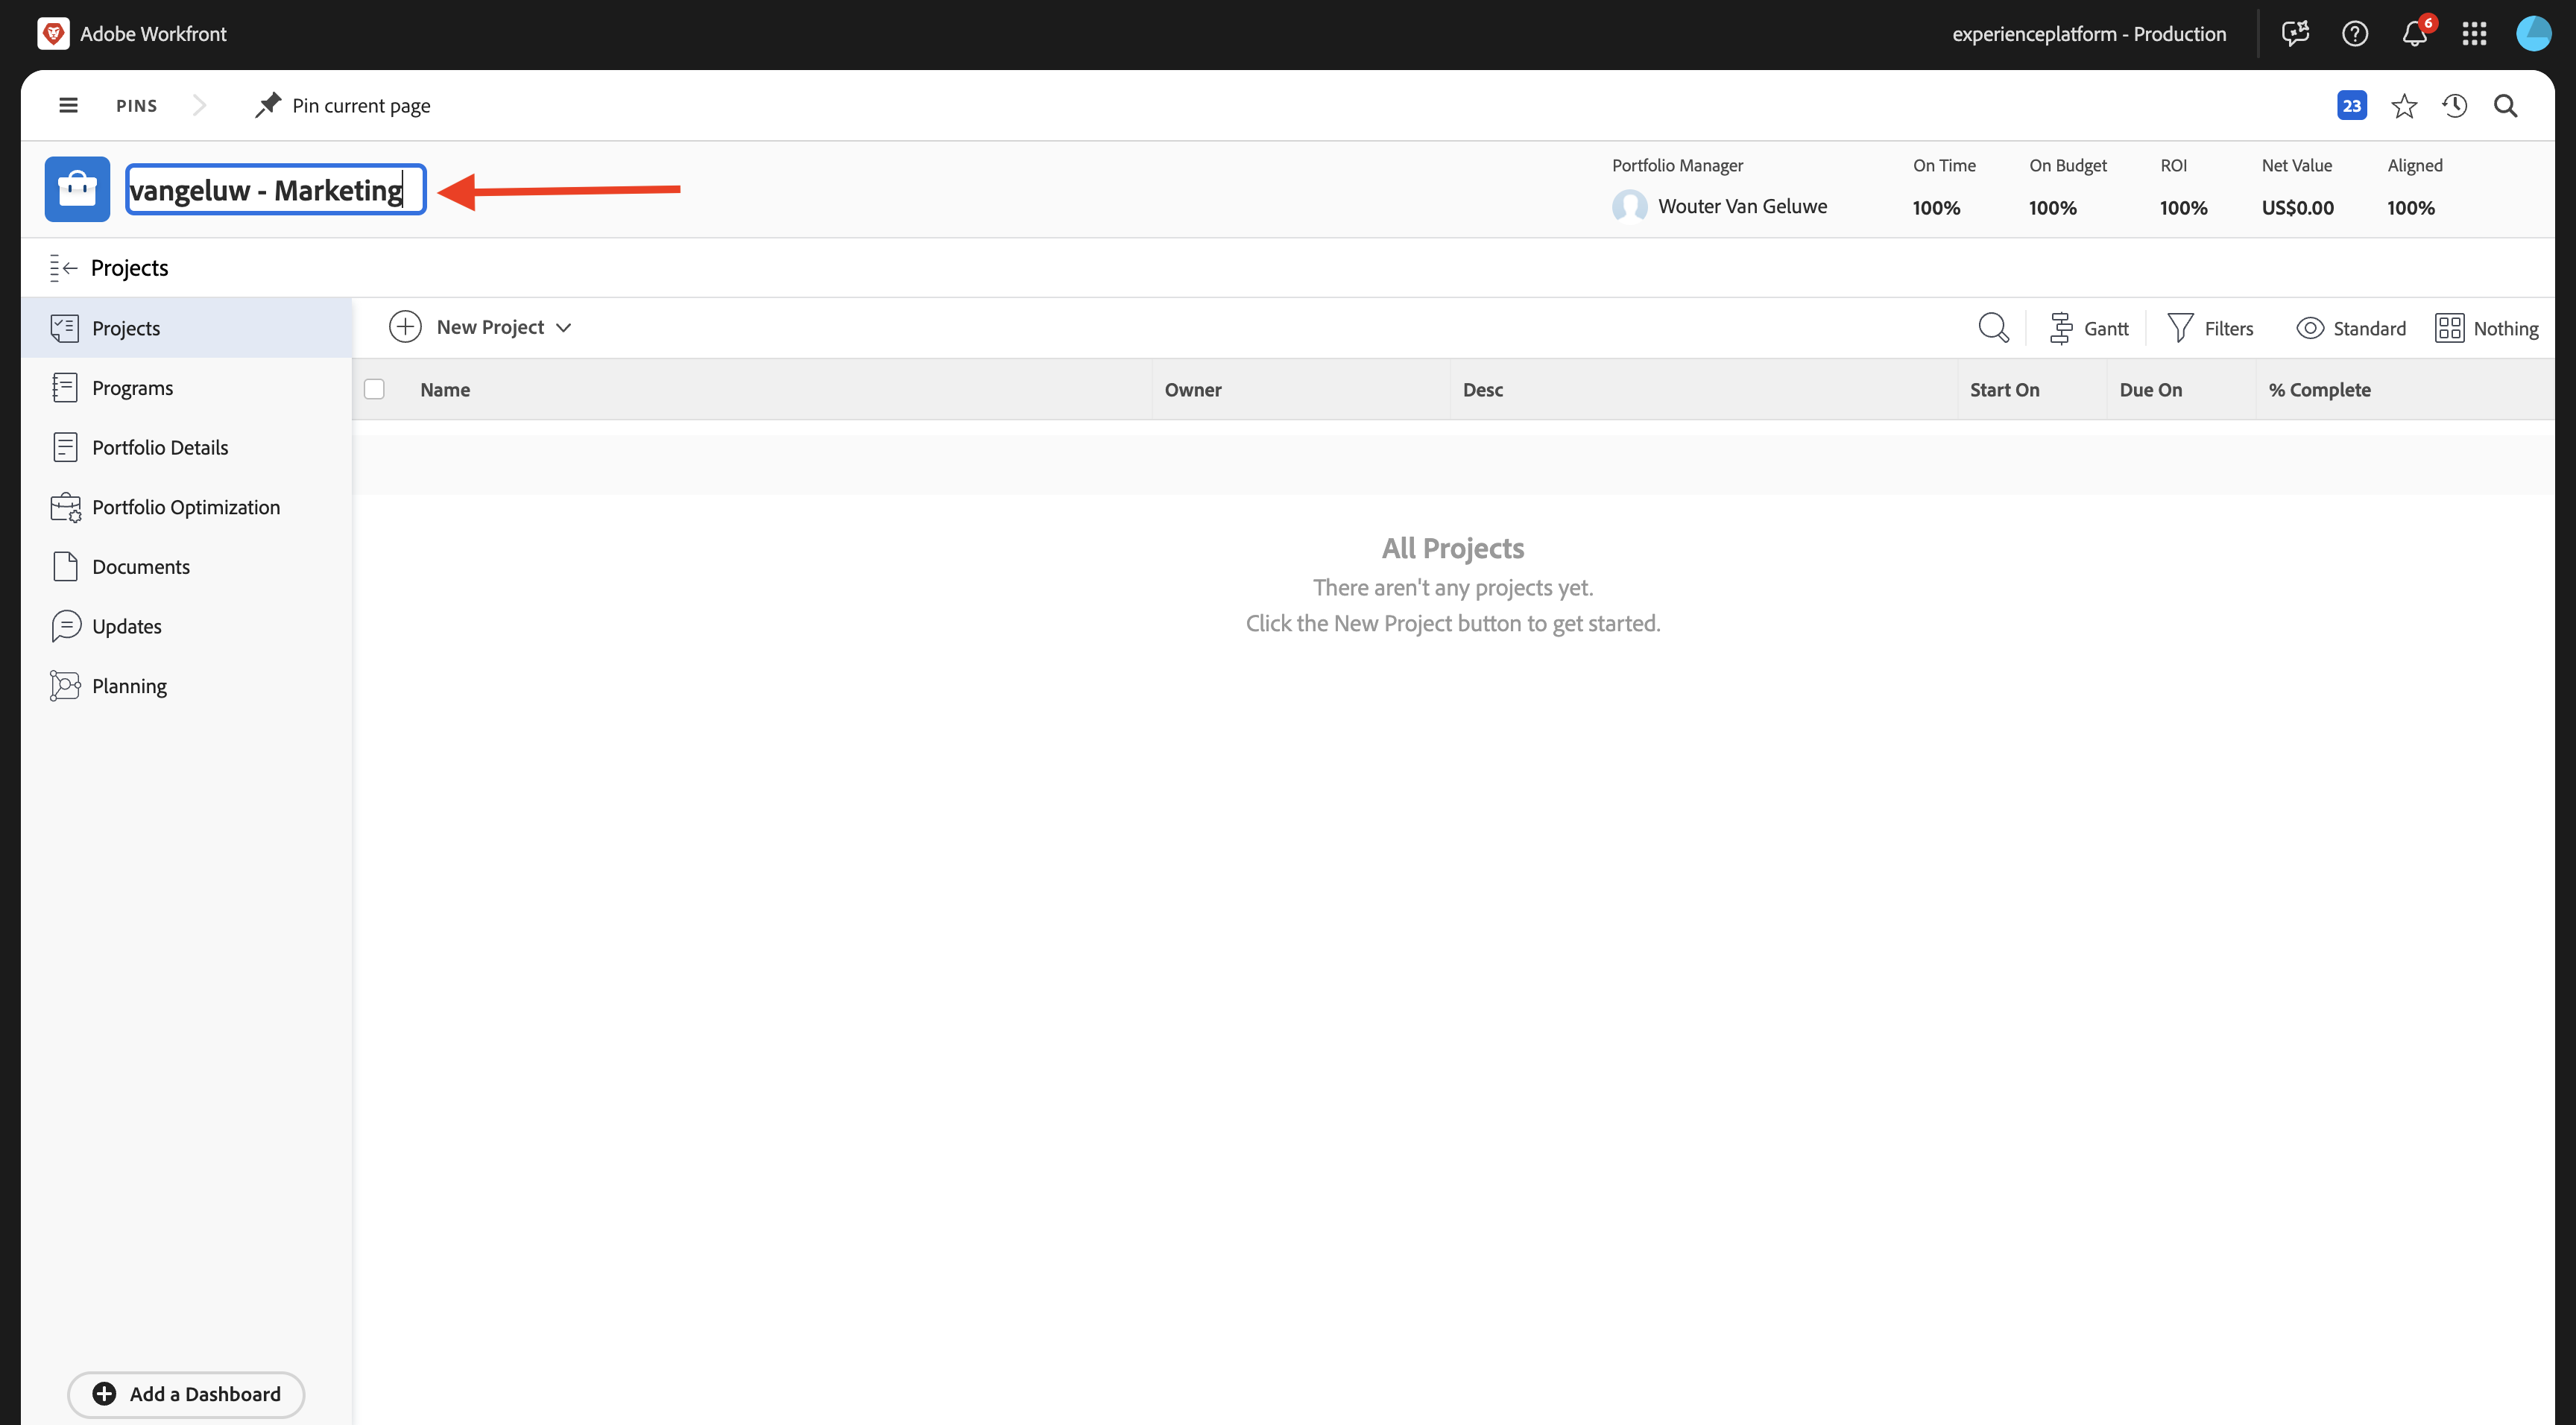 Adobe Workfront
experienceplatform - Production
6
PINS
Pin current page
23
vangeluw - Marketing
Portfolio Manager
Wouter Van Geluwe
On Time
100%
On Budget
100%
ROI
100%
Net Value
US$0.00
Aligned
100%
Projects
Projects
Programs
Portfolio Details
Portfolio Optimization
Documents
Updates
Planning
Add a Dashboard
New Project
Gantt
Filters
Standard
Nothing
Name
Owner
Desc
Start On
Due On
% Complete
All Projects
There aren't any projects yet.
Click the New Project button to get started.